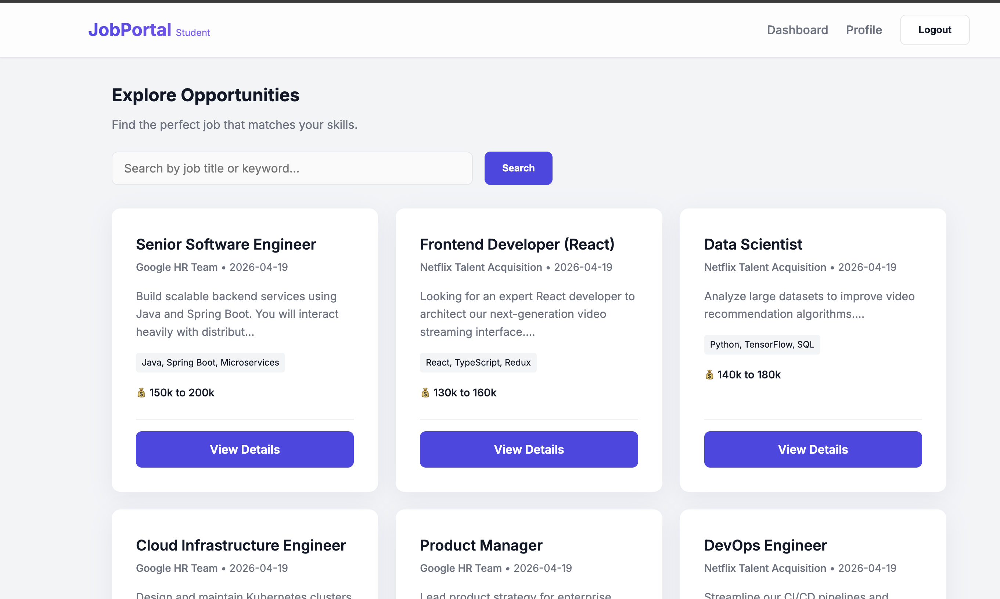 JobPortal Student
Dashboard
Profile
Logout
Explore Opportunities
Find the perfect job that matches your skills.
Search by job title or keyword...
Search
Senior Software Engineer
Google HR Team • 2026-04-19
Build scalable backend services using
Java and Spring Boot. You will interact
heavily with distribut...
Java, Spring Boot, Microservices
💰 150k to 200k
View Details
Frontend Developer (React)
Netflix Talent Acquisition • 2026-04-19
Looking for an expert React developer to
architect our next-generation video
streaming interface....
React, TypeScript, Redux
💰 130k to 160k
View Details
Data Scientist
Netflix Talent Acquisition • 2026-04-19
Analyze large datasets to improve video
recommendation algorithms....
Python, TensorFlow, SQL
💰 140k to 180k
View Details
Cloud Infrastructure Engineer
Google HR Team • 2026-04-19
Design and maintain Kubernetes clusters
Product Manager
Google HR Team • 2026-04-19
Lead product strategy for enterprise
DevOps Engineer
Netflix Talent Acquisition • 2026-04-19
Streamline our CI/CD pipelines and